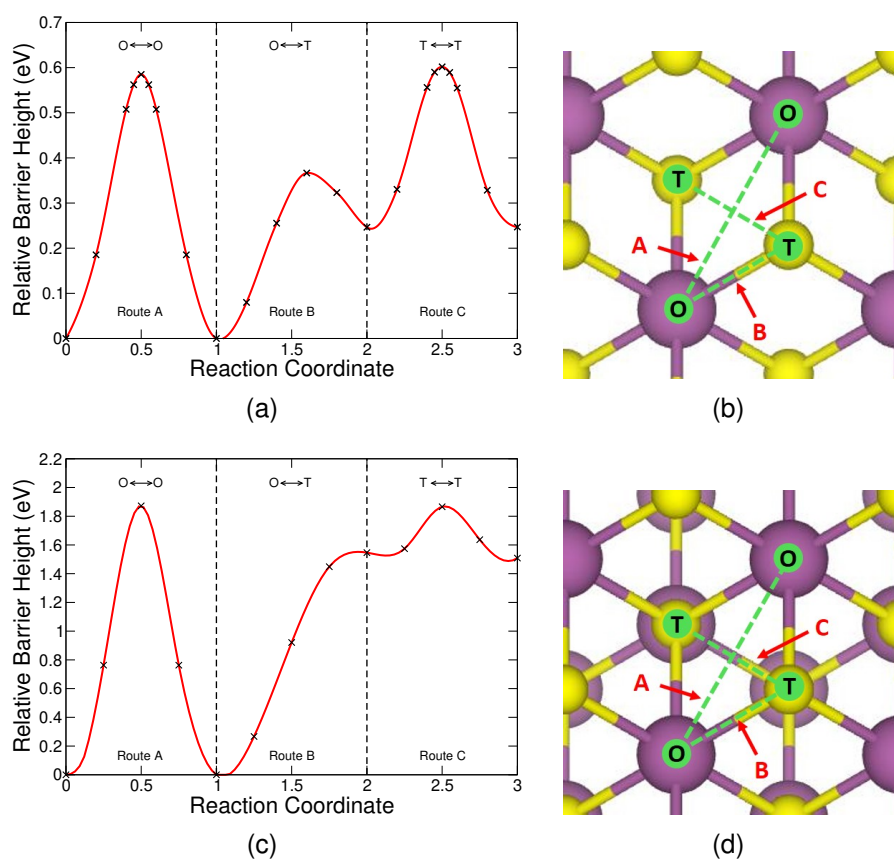 0.7
0.6
0.5
0.4
0.3
0.2
0.1
0
Relative Barrier Height (eV)
O⟷O
O⟷T
T⟷T
Route A
Route B
Route C
0 0.5 1 1.5 2 2.5 3
Reaction Coordinate
(a)
O
T
C
A
T
O
B
(b)
2.2
2
1.8
1.6
1.4
1.2
1
0.8
0.6
0.4
0.2
0
Relative Barrier Height (eV)
O⟷O
O⟷T
T⟷T
Route A
Route B
Route C
0 0.5 1 1.5 2 2.5 3
Reaction Coordinate
(c)
O
T
C
A
T
O
B
(d)